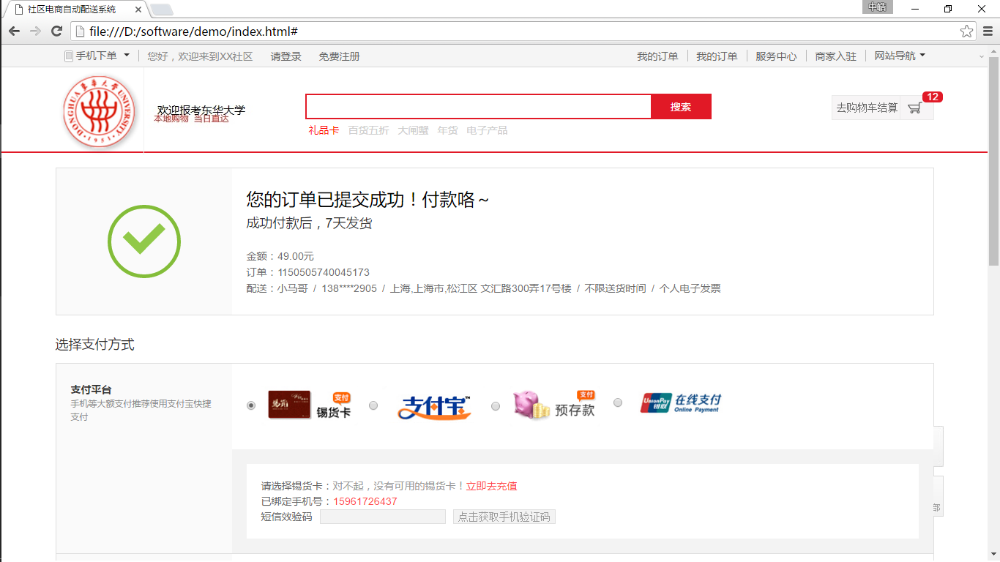 社区电商自动配送系统
中皓
file:///D:/software/demo/index.html#
手机下单 您好，欢迎来到XX社区 请登录 免费注册 我的订单 我的订单 服务中心 商家入驻 网站导航
DONGHUA UNIVERSITY 东华大学 1951
欢迎报考东华大学
本地购物 当日直达
搜索
去购物车结算 12
礼品卡 百货五折 大闸蟹 年货 电子产品
您的订单已提交成功！付款咯～
成功付款后，7天发货
金额：49.00元
订单：1150505740045173
配送：小马哥 / 138****2905 / 上海,上海市,松江区 文汇路300弄17号楼 / 不限送货时间 / 个人电子发票
选择支付方式
支付平台
手机等大额支付推荐使用支付宝快捷
支付
支付 锡货卡 支付宝™ 支付 预存款 UnionPay 银联 在线支付 Online Payment
请选择锡货卡：对不起，没有可用的锡货卡！立即去充值
已绑定手机号：15961726437
短信效验码 点击获取手机验证码
部